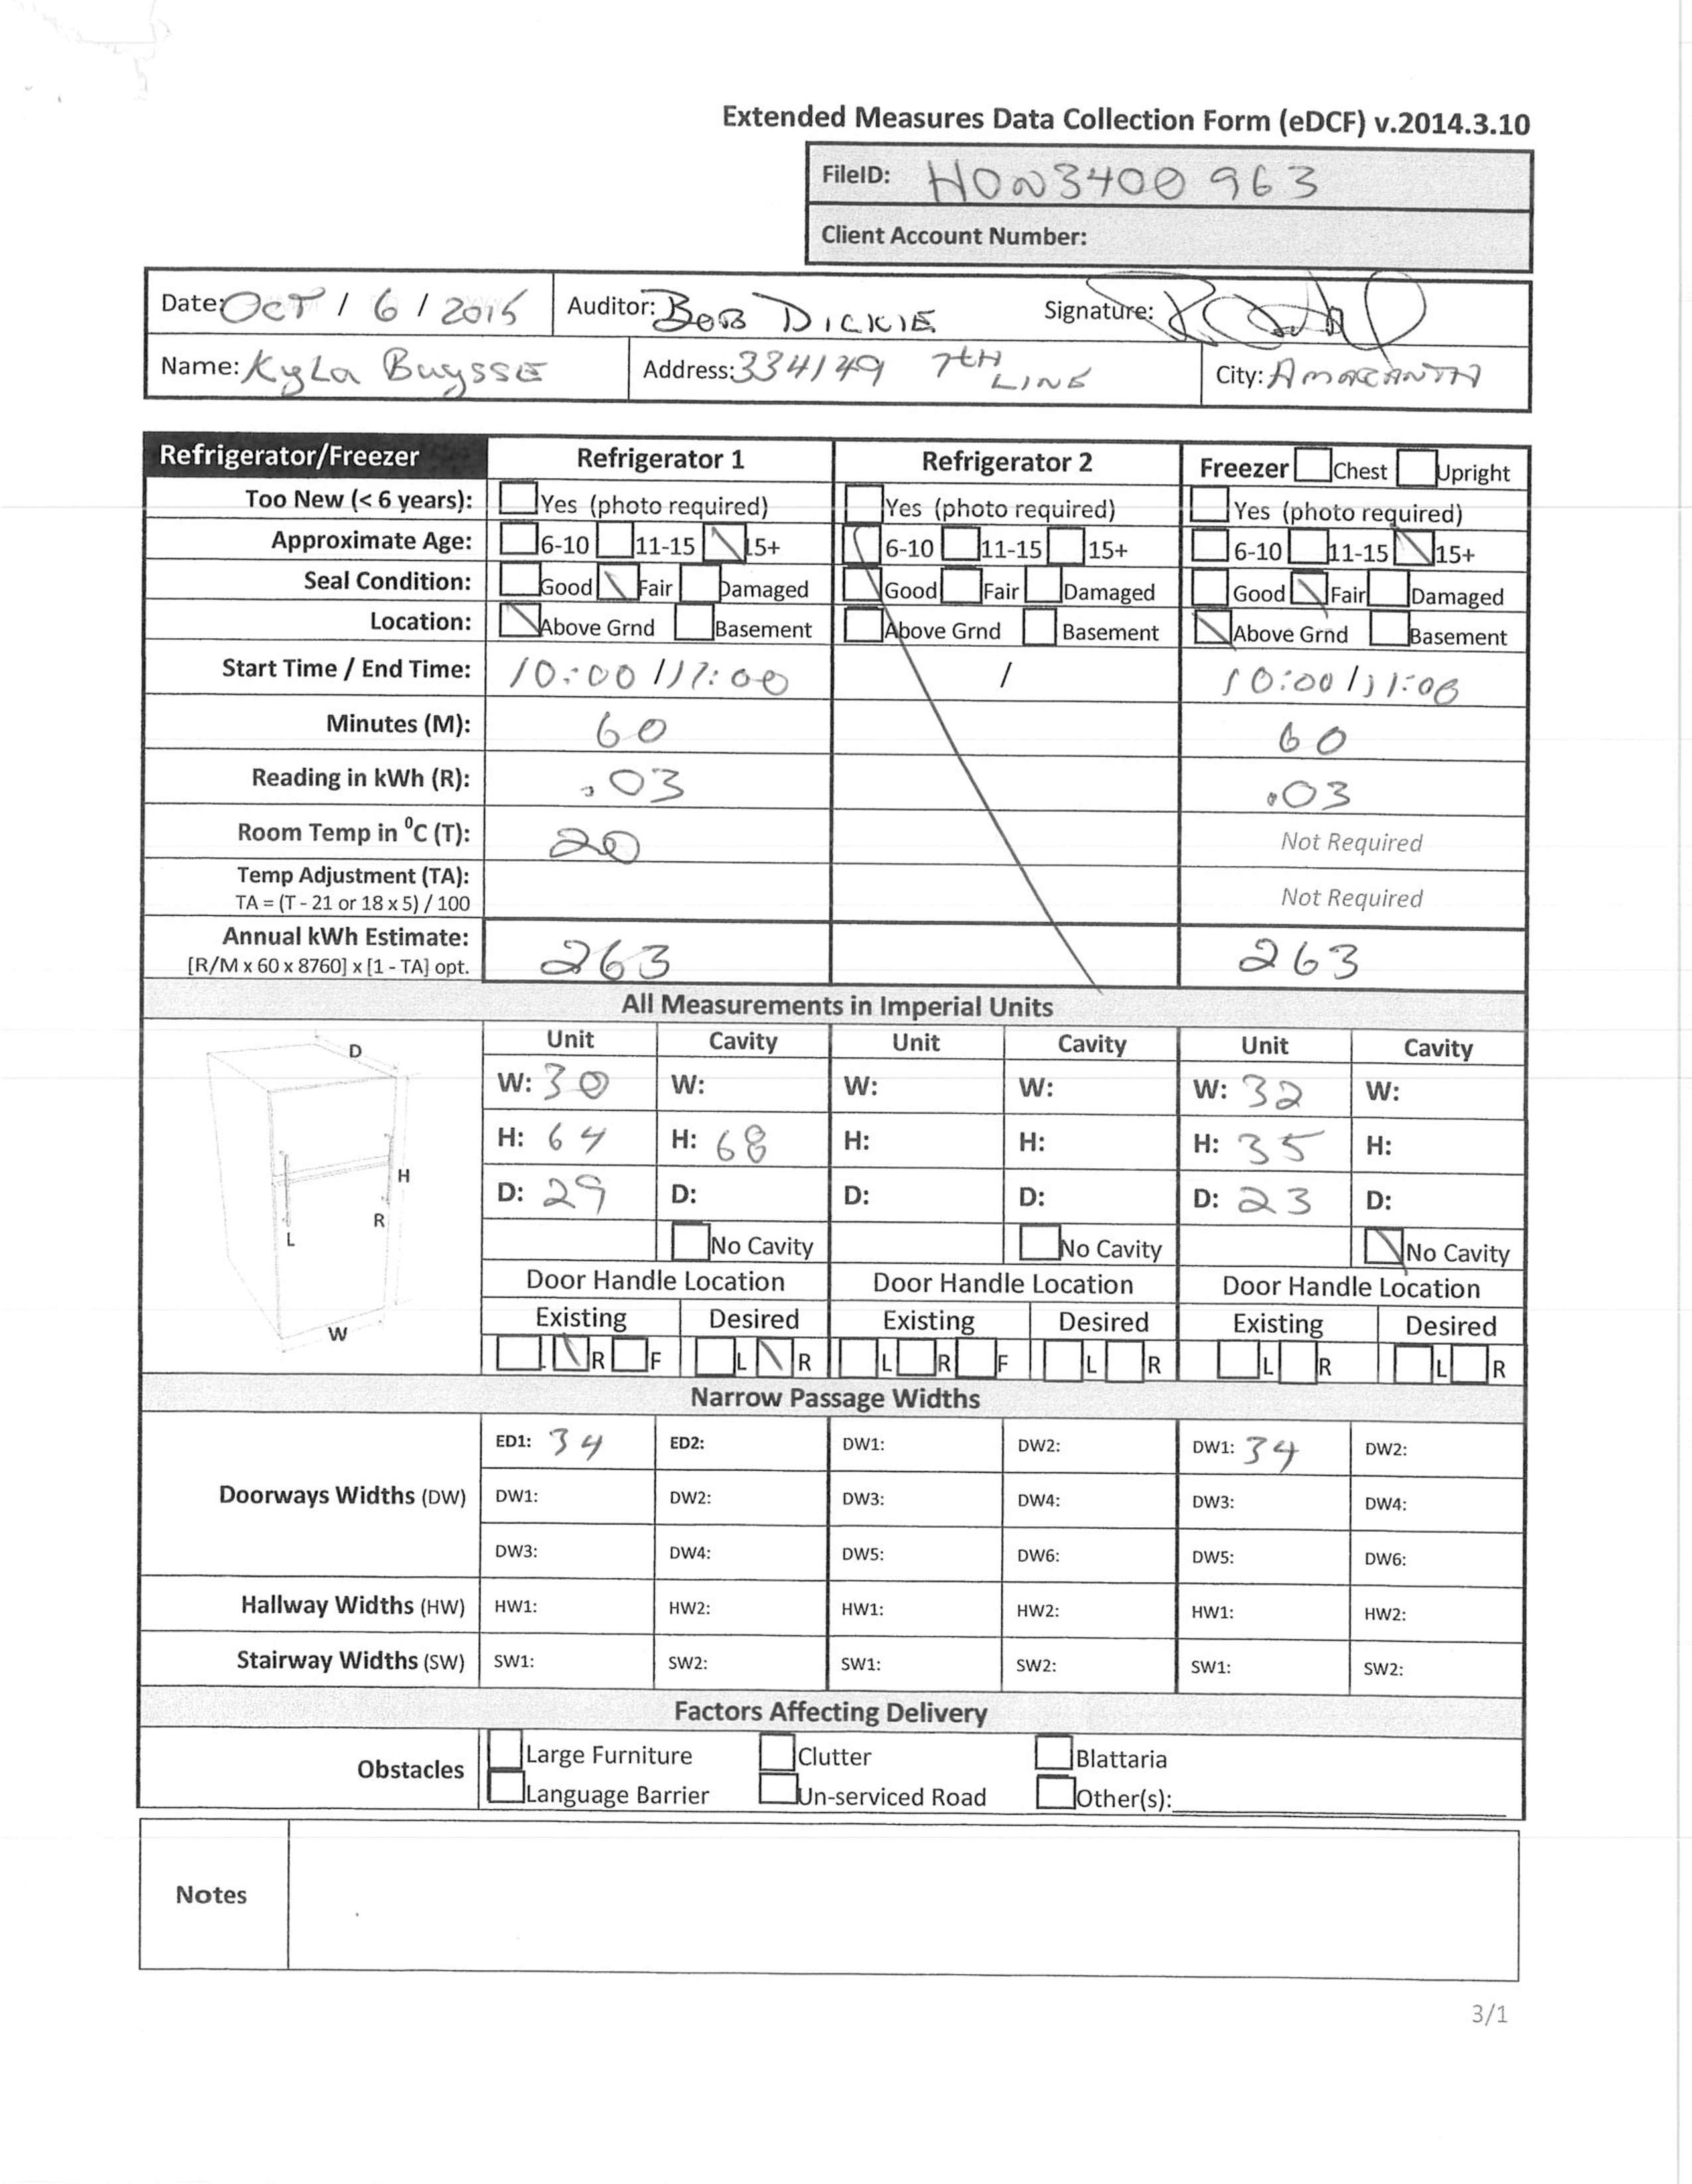 Extended Measures Data Collection Form (eDCF) v.2014.3.10
FileID: HON3400963
Client Account Number:
Date: OCT / 6 / 2015 Auditor: BOB DICKIE Signature:
Name: Kyla Buysse Address: 334149 7TH LINE City: AMARANTH
Refrigerator/Freezer Refrigerator 1 Refrigerator 2 Freezer Chest Upright
Too New (< 6 years): Yes (photo required) Yes (photo required) Yes (photo required)
Approximate Age: 6-10 11-15 15+ 6-10 11-15 15+ 6-10 11-15 15+
Seal Condition: Good Fair Damaged Good Fair Damaged Good Fair Damaged
Location: Above Grnd Basement Above Grnd Basement Above Grnd Basement
Start Time / End Time: 10:00 / 11:00 / 10:00 / 11:00
Minutes (M): 60 60
Reading in kWh (R): .03 .03
Room Temp in ⁰C (T): 20 Not Required
Temp Adjustment (TA): Not Required
TA = (T - 21 or 18 x 5) / 100
Annual kWh Estimate: 263 263
[R/M x 60 x 8760] x [1 - TA] opt.
All Measurements in Imperial Units
D H R L W
Unit Cavity Unit Cavity Unit Cavity
W: 30 W: W: W: W: 32 W:
H: 64 H: 68 H: H: H: 35 H:
D: 29 D: D: D: D: 23 D:
No Cavity No Cavity No Cavity
Door Handle Location Door Handle Location Door Handle Location
Existing Desired Existing Desired Existing Desired
R F L R L R F L R L R L R
Narrow Passage Widths
Doorways Widths (DW) ED1: 34 ED2: DW1: DW2: DW1: 34 DW2:
DW1: DW2: DW3: DW4: DW3: DW4:
DW3: DW4: DW5: DW6: DW5: DW6:
Hallway Widths (HW) HW1: HW2: HW1: HW2: HW1: HW2:
Stairway Widths (SW) SW1: SW2: SW1: SW2: SW1: SW2:
Factors Affecting Delivery
Obstacles Large Furniture Clutter Blattaria
Language Barrier Un-serviced Road Other(s):
Notes
3/1